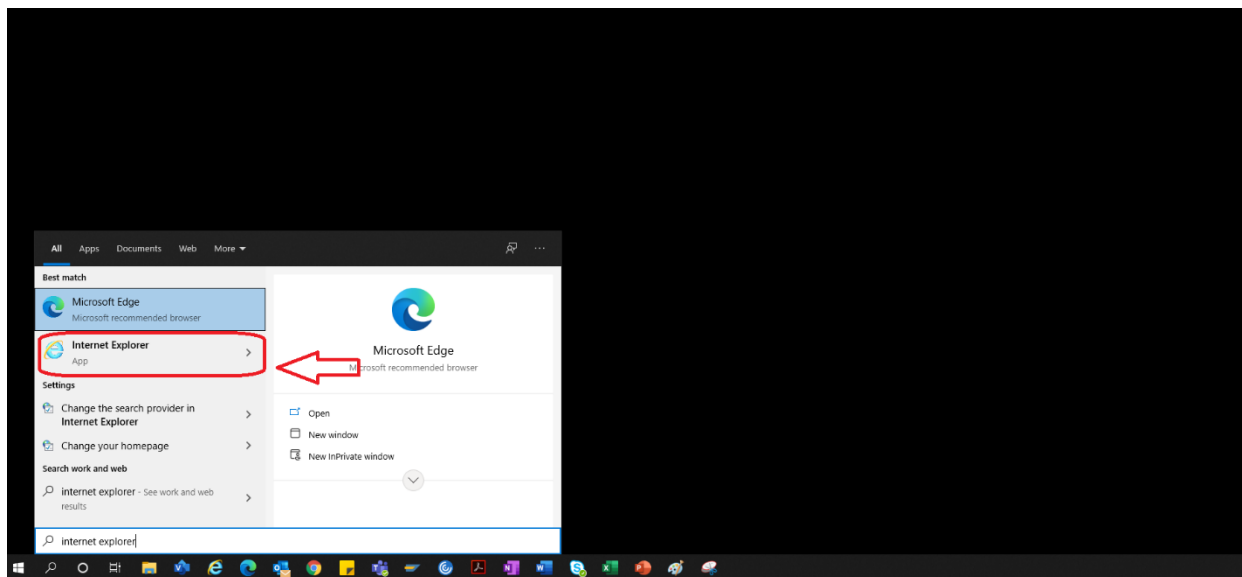 All Apps Documents Web More
Best match
Microsoft Edge
Microsoft recommended browser
Internet Explorer
App
Settings
Change the search provider in
Internet Explorer
Change your homepage
Search work and web
internet explorer - See work and web
results
internet explorer
Microsoft Edge
Microsoft recommended browser
Open
New window
New InPrivate window